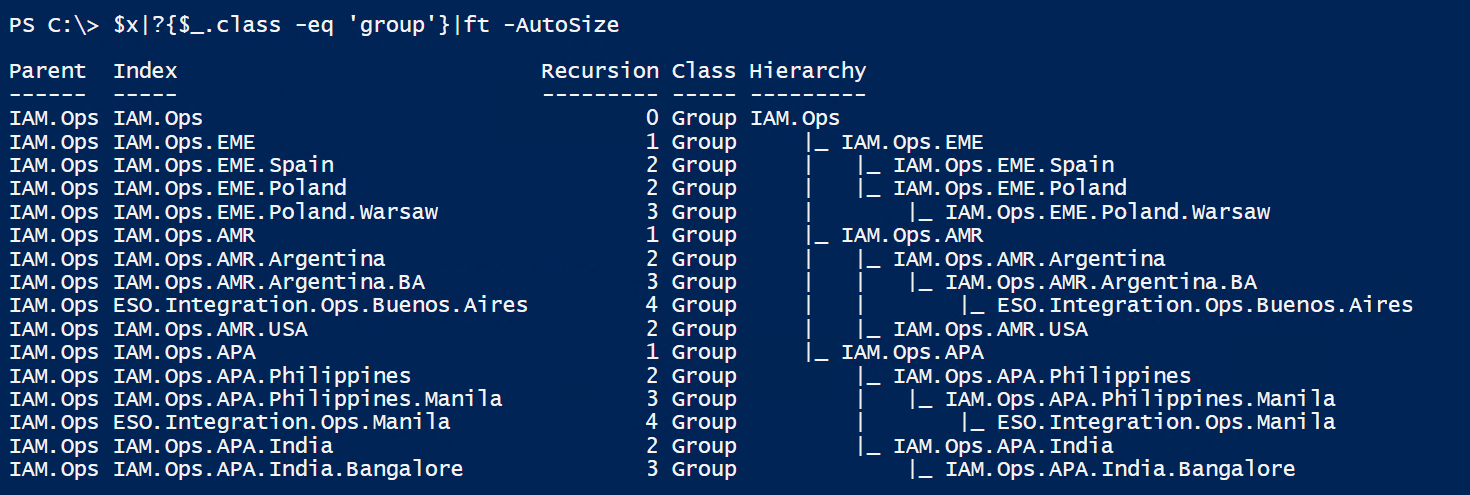 PS C:\> $x|?{$_.class -eq 'group'}|ft -AutoSize
Parent  Index                            Recursion Class Hierarchy
------  -----                            --------- ----- ---------
IAM.Ops IAM.Ops                                  0 Group IAM.Ops
IAM.Ops IAM.Ops.EME                              1 Group     |_ IAM.Ops.EME
IAM.Ops IAM.Ops.EME.Spain                        2 Group     |   |_ IAM.Ops.EME.Spain
IAM.Ops IAM.Ops.EME.Poland                       2 Group     |   |_ IAM.Ops.EME.Poland
IAM.Ops IAM.Ops.EME.Poland.Warsaw                3 Group     |       |_ IAM.Ops.EME.Poland.Warsaw
IAM.Ops IAM.Ops.AMR                              1 Group     |_ IAM.Ops.AMR
IAM.Ops IAM.Ops.AMR.Argentina                    2 Group     |   |_ IAM.Ops.AMR.Argentina
IAM.Ops IAM.Ops.AMR.Argentina.BA                 3 Group     |   |   |_ IAM.Ops.AMR.Argentina.BA
IAM.Ops ESO.Integration.Ops.Buenos.Aires         4 Group     |   |       |_ ESO.Integration.Ops.Buenos.Aires
IAM.Ops IAM.Ops.AMR.USA                          2 Group     |   |_ IAM.Ops.AMR.USA
IAM.Ops IAM.Ops.APA                              1 Group     |_ IAM.Ops.APA
IAM.Ops IAM.Ops.APA.Philippines                  2 Group         |_ IAM.Ops.APA.Philippines
IAM.Ops IAM.Ops.APA.Philippines.Manila           3 Group         |   |_ IAM.Ops.APA.Philippines.Manila
IAM.Ops ESO.Integration.Ops.Manila               4 Group         |       |_ ESO.Integration.Ops.Manila
IAM.Ops IAM.Ops.APA.India                        2 Group         |_ IAM.Ops.APA.India
IAM.Ops IAM.Ops.APA.India.Bangalore              3 Group             |_ IAM.Ops.APA.India.Bangalore